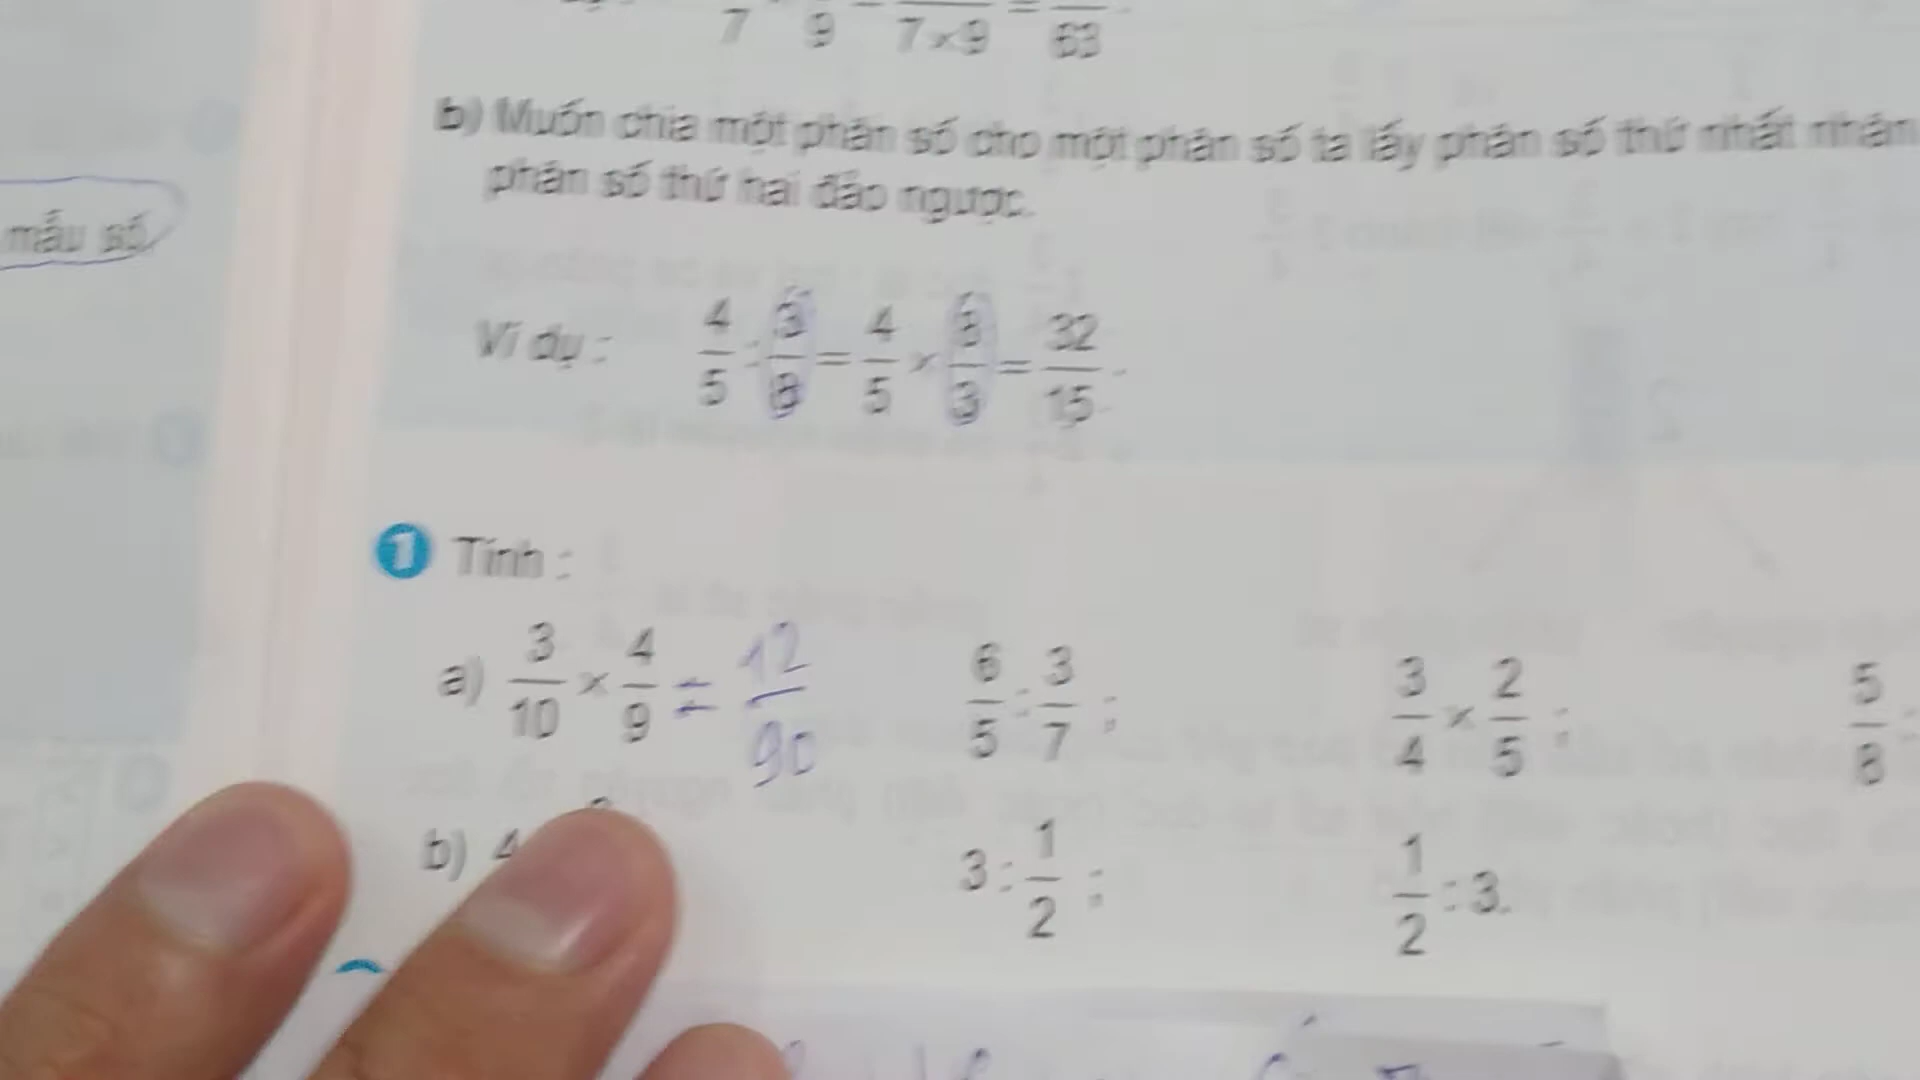 7 9 7×9 = 63
b) Muốn chia một phân số cho một phân số ta lấy phân số thứ nhất nhân
phân số thứ hai đảo ngược.
mẫu số
Ví dụ : 4/5 : 3/8 = 4/5 × 8/3 = 32/15.
1 Tính :
a) 3/10 × 4/9 = 12/90 6/5 : 3/7 ; 3/4 × 2/5 ; 5/8 :
b) 4 3 : 1/2 ; 1/2 : 3.